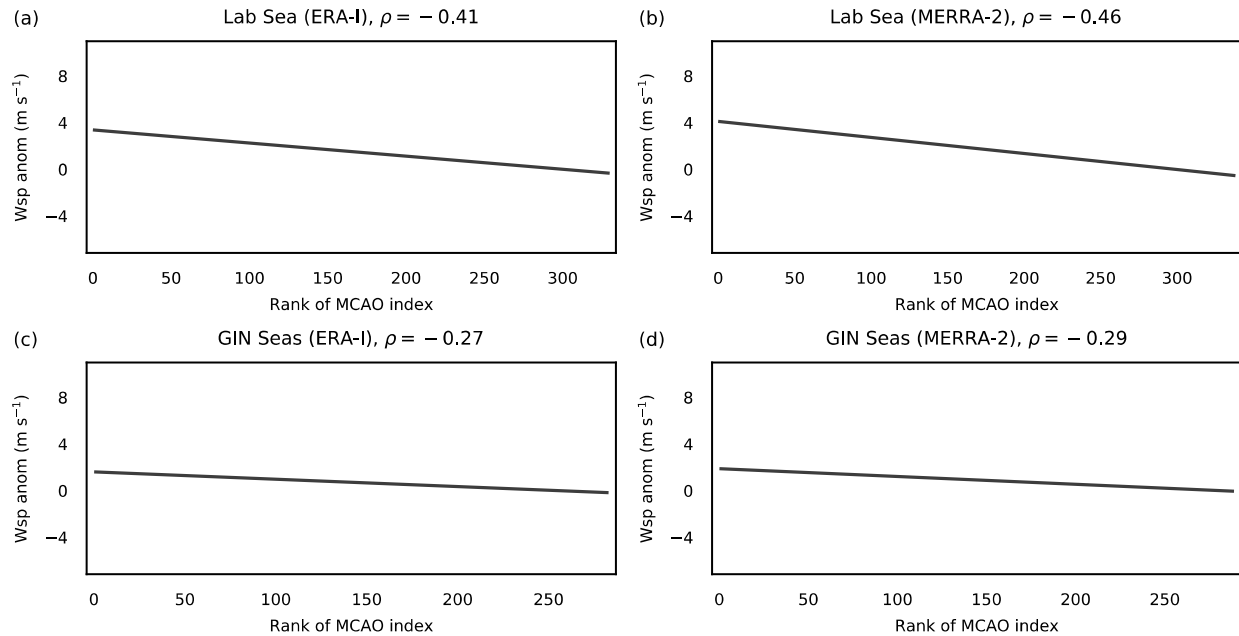 (a)
Lab Sea (ERA-I), ρ = −0.41
Wsp anom (m s⁻¹)
8
4
0
−4
0 50 100 150 200 250 300
Rank of MCAO index
(b)
Lab Sea (MERRA-2), ρ = −0.46
Wsp anom (m s⁻¹)
8
4
0
−4
0 50 100 150 200 250 300
Rank of MCAO index
(c)
GIN Seas (ERA-I), ρ = −0.27
Wsp anom (m s⁻¹)
8
4
0
−4
0 50 100 150 200 250
Rank of MCAO index
(d)
GIN Seas (MERRA-2), ρ = −0.29
Wsp anom (m s⁻¹)
8
4
0
−4
0 50 100 150 200 250
Rank of MCAO index